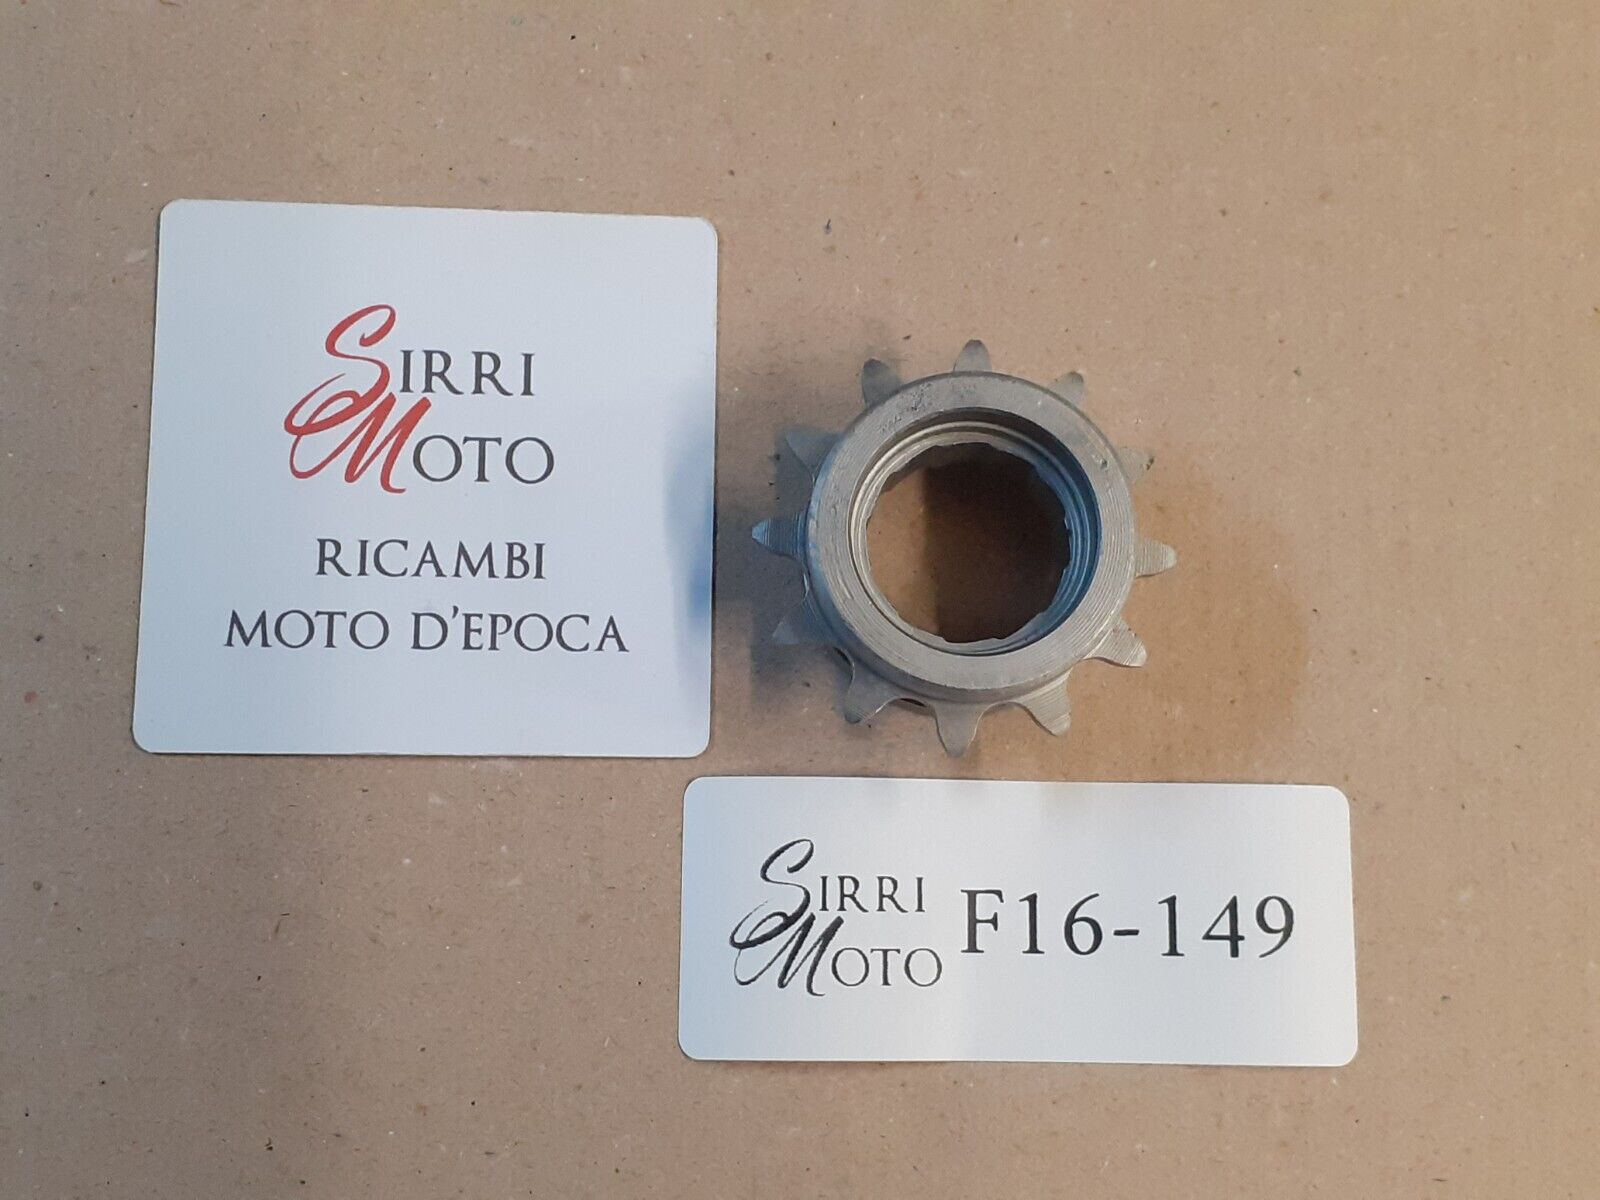 SIRRI
MOTO
RICAMBI
MOTO D'EPOCA
SIRRI
MOTO
F16-149